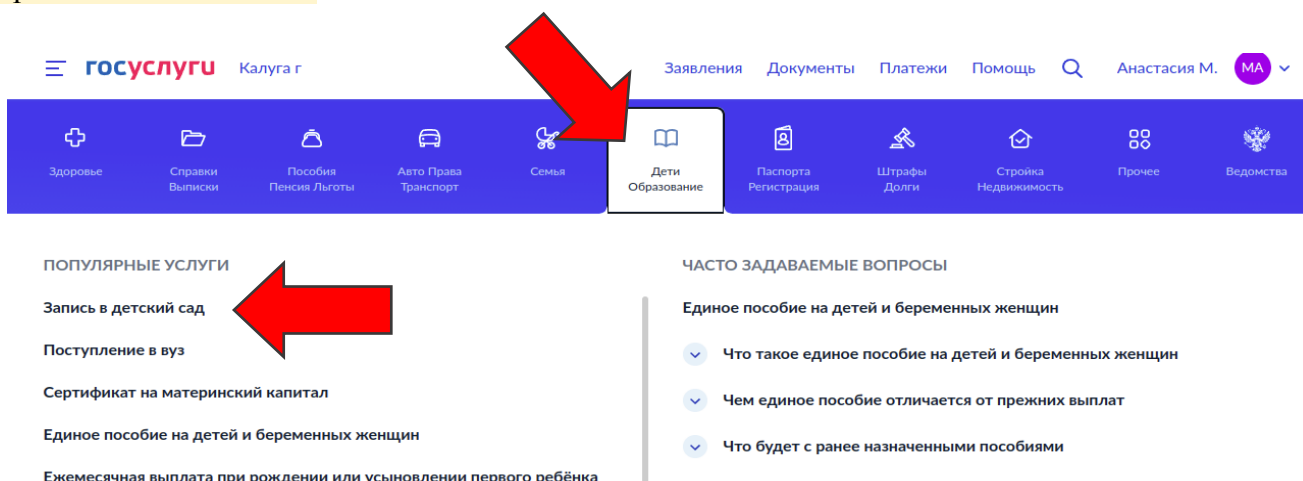 госуслуги Калуга г Заявления Документы Платежи Помощь Анастасия М. МА
Здоровье Справки Пособия Авто Права Семья Дети Паспорта Штрафы Стройка Прочее Ведомства
Выписки Пенсия Льготы Транспорт Образование Регистрация Долги Недвижимость
ПОПУЛЯРНЫЕ УСЛУГИ
Запись в детский сад
Поступление в вуз
Сертификат на материнский капитал
Единое пособие на детей и беременных женщин
Ежемесячная выплата при рождении или усыновлении первого ребёнка
ЧАСТО ЗАДАВАЕМЫЕ ВОПРОСЫ
Единое пособие на детей и беременных женщин
Что такое единое пособие на детей и беременных женщин
Чем единое пособие отличается от прежних выплат
Что будет с ранее назначенными пособиями